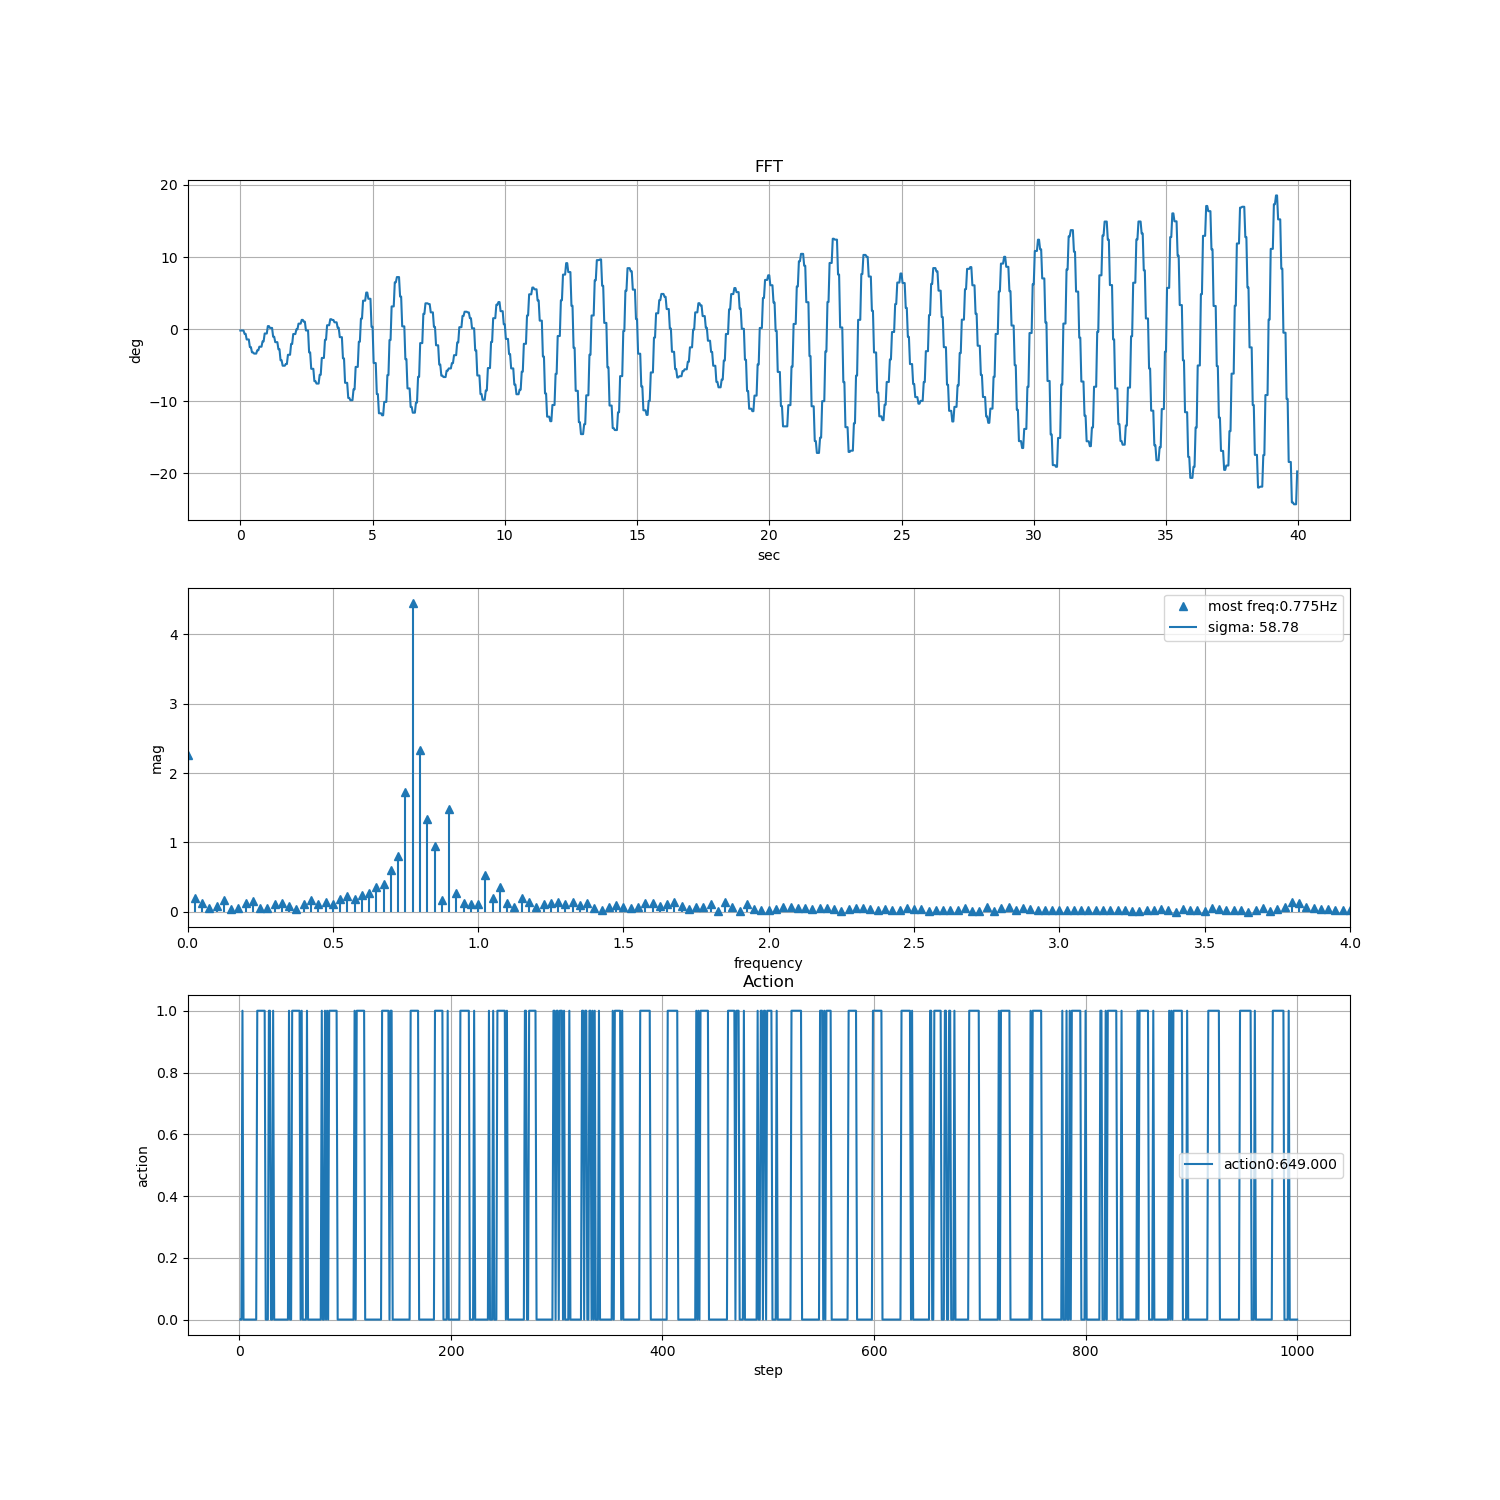 FFT
20
10
0
−10
−20
deg
0 5 10 15 20 25 30 35 40
sec
most freq:0.775Hz
sigma: 58.78
4
3
2
1
0
mag
0.0 0.5 1.0 1.5 2.0 2.5 3.0 3.5 4.0
frequency
Action
1.0
0.8
0.6
0.4
0.2
0.0
action
action0:649.000
0 200 400 600 800 1000
step